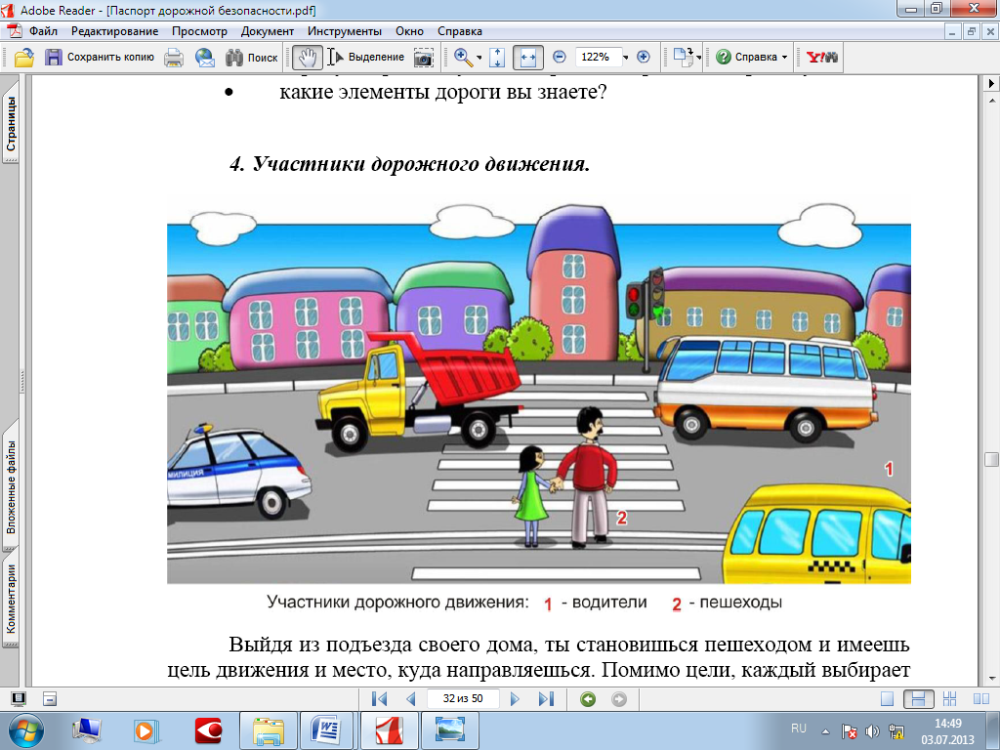 Adobe Reader - [Паспорт дорожной безопасности.pdf]
Файл Редактирование Просмотр Документ Инструменты Окно Справка
Сохранить копию Поиск Выделение 122% Справка Y!
какие элементы дороги вы знаете?
4. Участники дорожного движения.
МИЛИЦИЯ
1
2
Участники дорожного движения: 1 - водители 2 - пешеходы
Выйдя из подъезда своего дома, ты становишься пешеходом и имеешь
цель движения и место, куда направляешься. Помимо цели, каждый выбирает
Страницы
Вложенные файлы
Комментарии
32 из 50
RU 14:49
03.07.2013